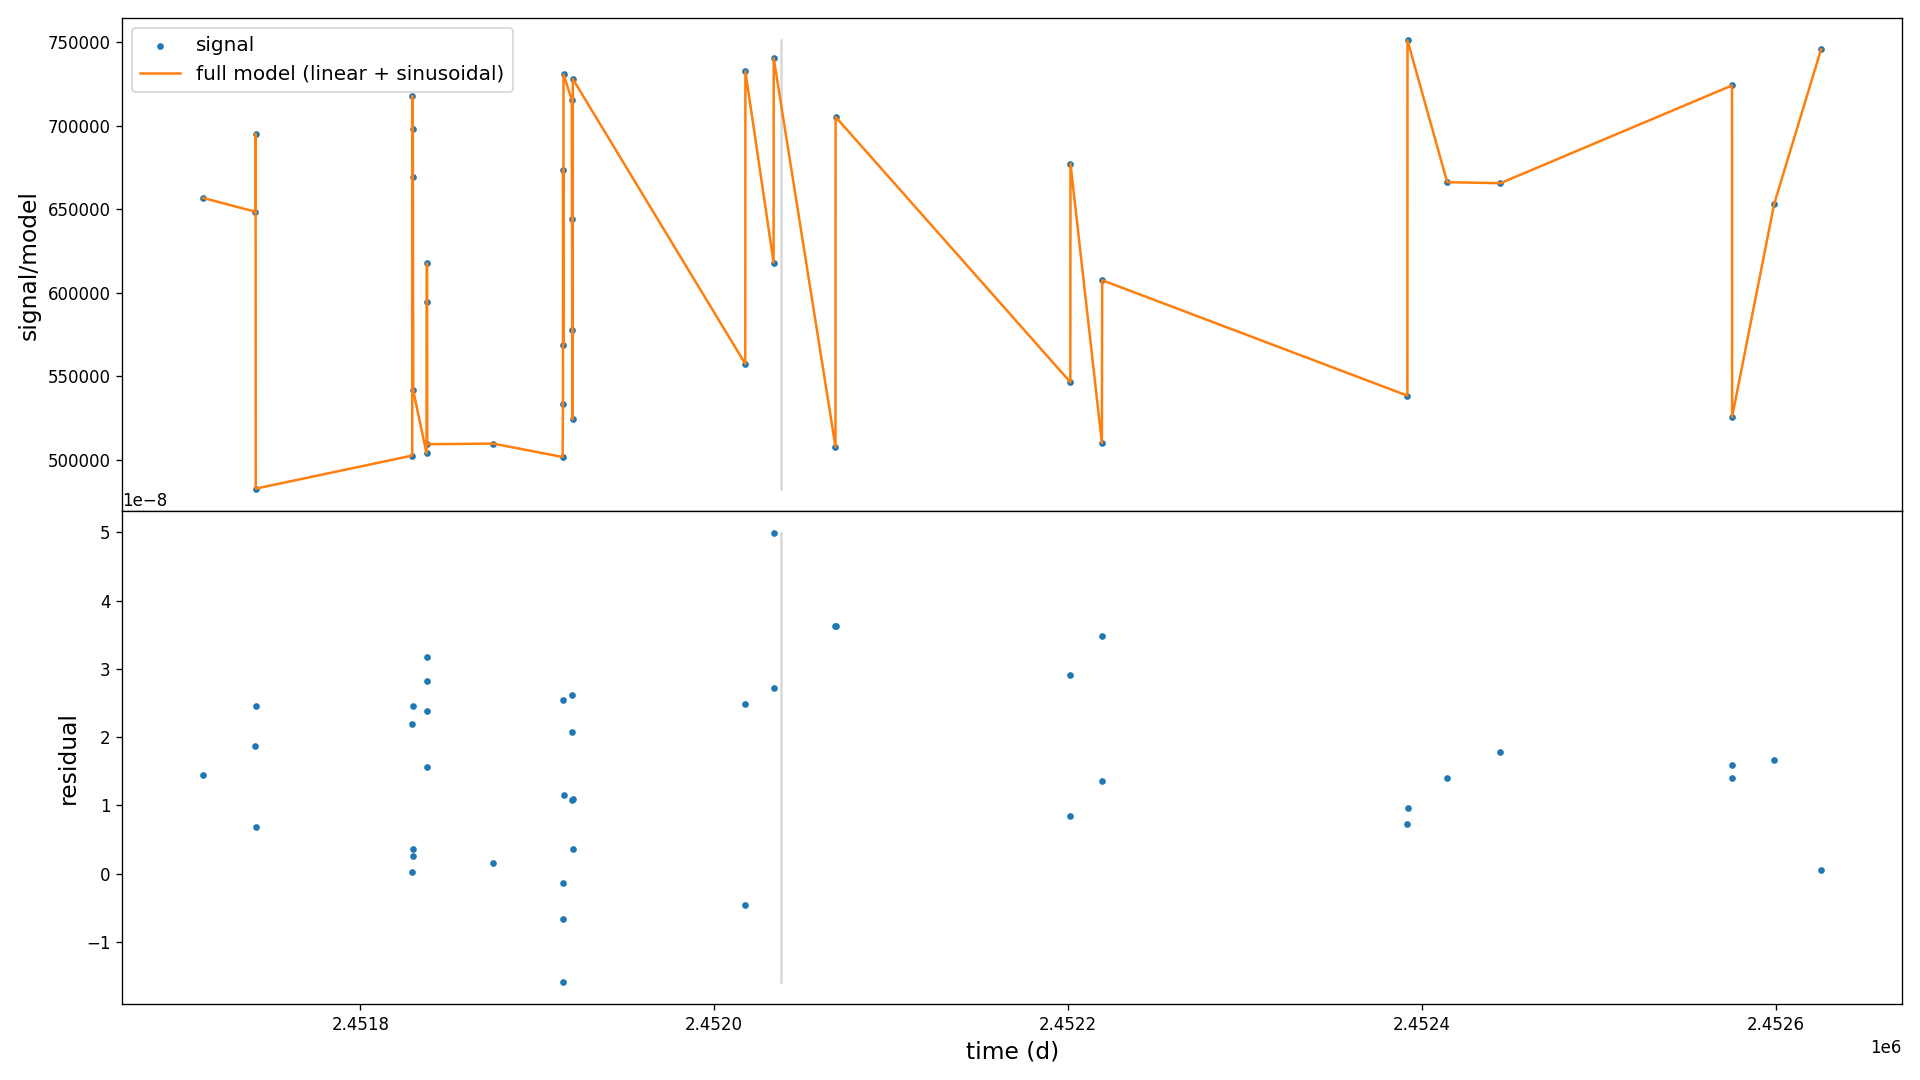 750000
signal
full model (linear + sinusoidal)
700000
650000
signal/model
600000
550000
500000
1e−8
5
4
3
2
residual
1
0
−1
2.4518
2.4520
2.4522
2.4524
2.4526
time (d)
1e6